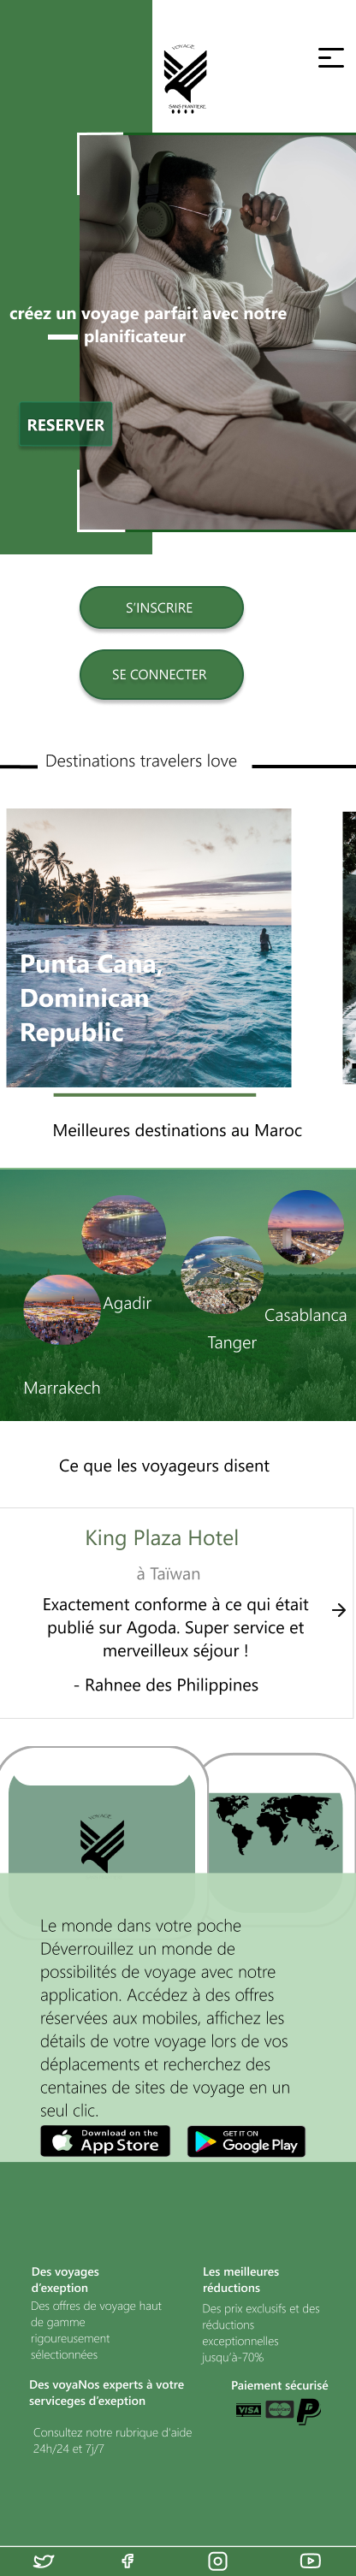 VOYAGE
SANS FRANTIERE
créez un voyage parfait avec notre
planificateur
RESERVER
S'INSCRIRE
SE CONNECTER
Destinations travelers love
Punta Cana,
Dominican
Republic
Meilleures destinations au Maroc
Agadir
Casablanca
Tanger
Marrakech
Ce que les voyageurs disent
King Plaza Hotel
à Taïwan
Exactement conforme à ce qui était
publié sur Agoda. Super service et
merveilleux séjour !
- Rahnee des Philippines
VOYAGE
Le monde dans votre poche
Déverrouillez un monde de
possibilités de voyage avec notre
application. Accédez à des offres
réservées aux mobiles, affichez les
détails de votre voyage lors de vos
déplacements et recherchez des
centaines de sites de voyage en un
seul clic.
Download on the
App Store
GET IT ON
Google Play
Des voyages
d'exeption
Des offres de voyage haut
de gamme
rigoureusement
sélectionnées
Les meilleures
réductions
Des prix exclusifs et des
réductions
exceptionnelles
jusqu'à-70%
Des voyaNos experts à votre
serviceges d'exeption
Consultez notre rubrique d'aide
24h/24 et 7j/7
Paiement sécurisé
VISA